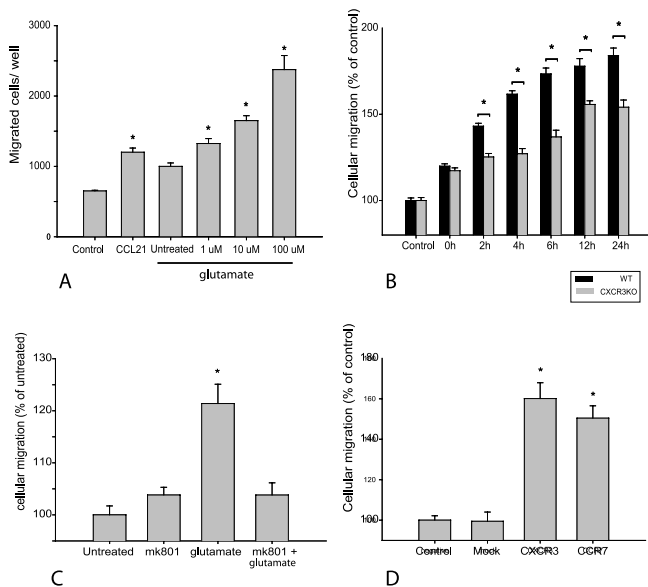 Migrated cells/ well
3000
2000
1000
0
*
*
*
*
Control
CCL21
Untreated
1 uM
10 uM
100 uM
glutamate
A
Cellular migration (% of control)
200
150
100
*
*
*
*
*
Control
0h
2h
4h
6h
12h
24h
WT
CXCR3KO
B
cellular migration (% of untreated)
130
120
104
100
*
Untreated
mk801
glutamate
mk801 +
glutamate
C
Cellular migration (% of control)
160
140
120
100
*
*
Control
Mock
CXCR3
CCR7
D